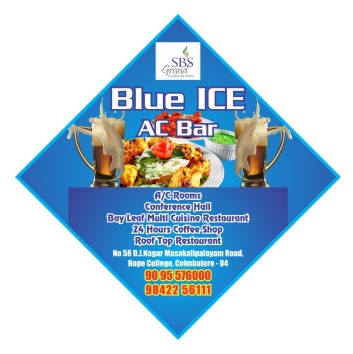 SBS
Grand
Blue ICE
AC Bar
A/C Rooms
Conference Hall
Bay Leaf Multi Cuisine Restaurant
24 Hours Coffee Shop
Roof Top Restaurant
No 58 D.J.Nagar Masakalipalayam Road,
Hope College, Coimbatore - 04
90 95 576000
98422 56111